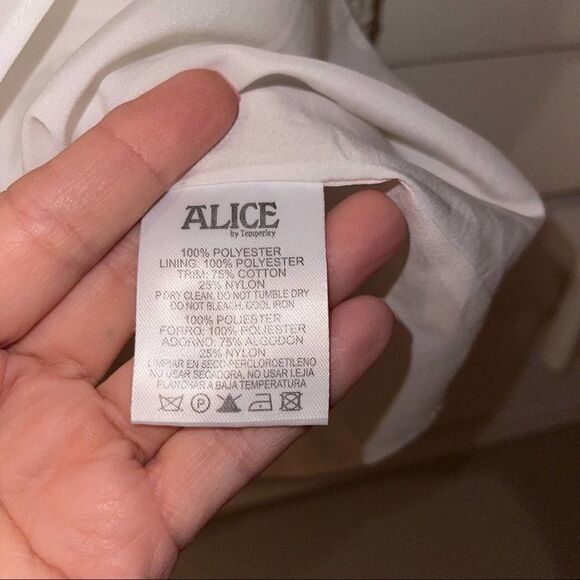 ALICE
by Temperley
100% POLYESTER
LINING: 100% POLYESTER
TRIM: 75% COTTON
25% NYLON
P DRY CLEAN, DO NOT TUMBLE DRY
DO NOT BLEACH, COOL IRON
100% POLIESTER
FORRO: 100% POLIESTER
ADORNO: 75% ALGODON
25% NYLON
LIMPIAR EN SECO-PERCLOROETILENO
NO USAR SECADORA, NO USAR LEJIA
PLANCHAR A BAJA TEMPERATURA
P